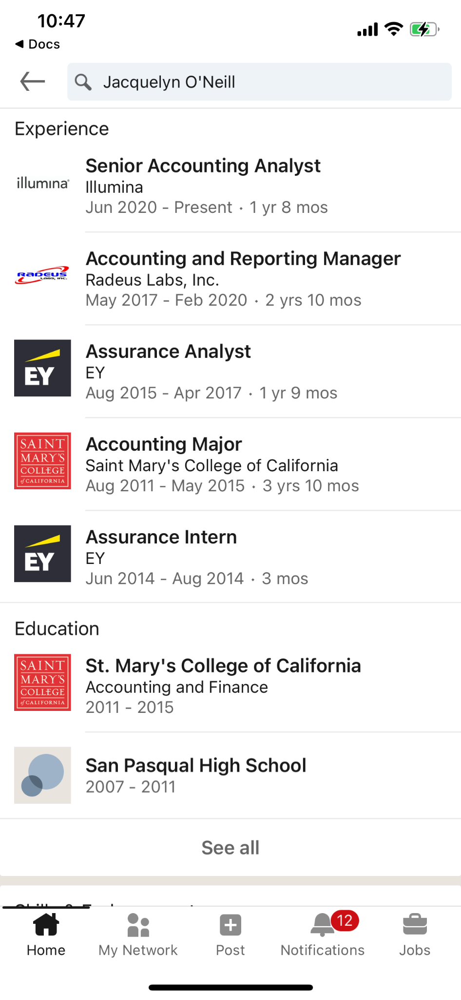 10:47
◀ Docs
Jacquelyn O'Neill
Experience
illumina
Senior Accounting Analyst
Illumina
Jun 2020 - Present · 1 yr 8 mos
RADEUS
LABS, INC.
Accounting and Reporting Manager
Radeus Labs, Inc.
May 2017 - Feb 2020 · 2 yrs 10 mos
EY
Assurance Analyst
EY
Aug 2015 - Apr 2017 · 1 yr 9 mos
SAINT
MARY'S
COLLEGE
of CALIFORNIA
Accounting Major
Saint Mary's College of California
Aug 2011 - May 2015 · 3 yrs 10 mos
EY
Assurance Intern
EY
Jun 2014 - Aug 2014 · 3 mos
Education
SAINT
MARY'S
COLLEGE
of CALIFORNIA
St. Mary's College of California
Accounting and Finance
2011 - 2015
San Pasqual High School
2007 - 2011
See all
12
Home
My Network
Post
Notifications
Jobs